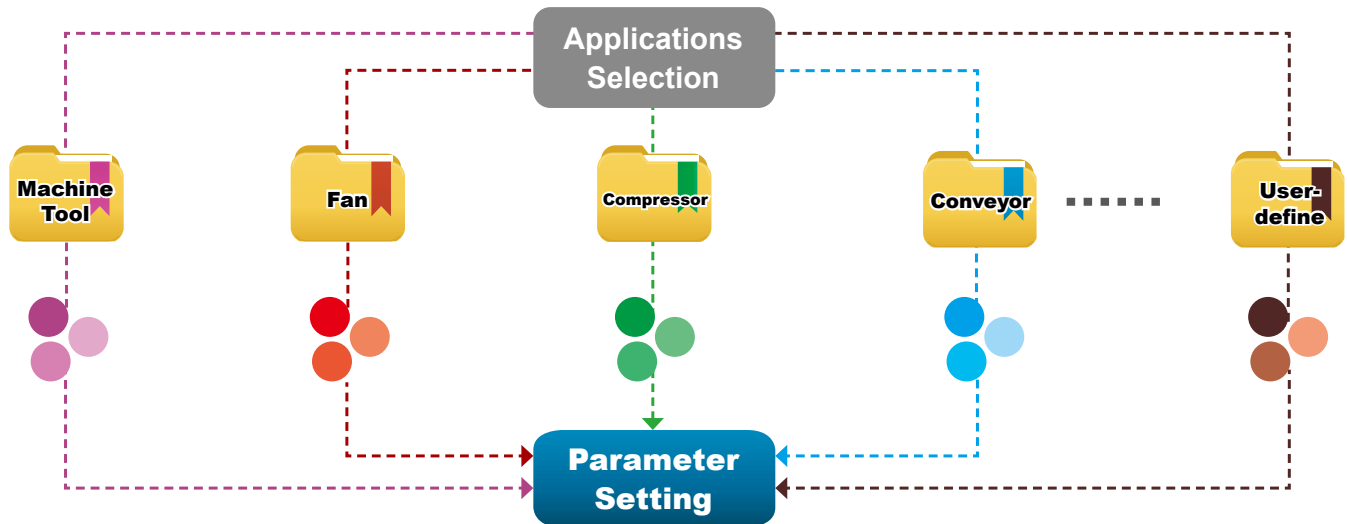 Applications
Selection
Machine
Tool
Fan
Compressor
Conveyor
User-
define
Parameter
Setting